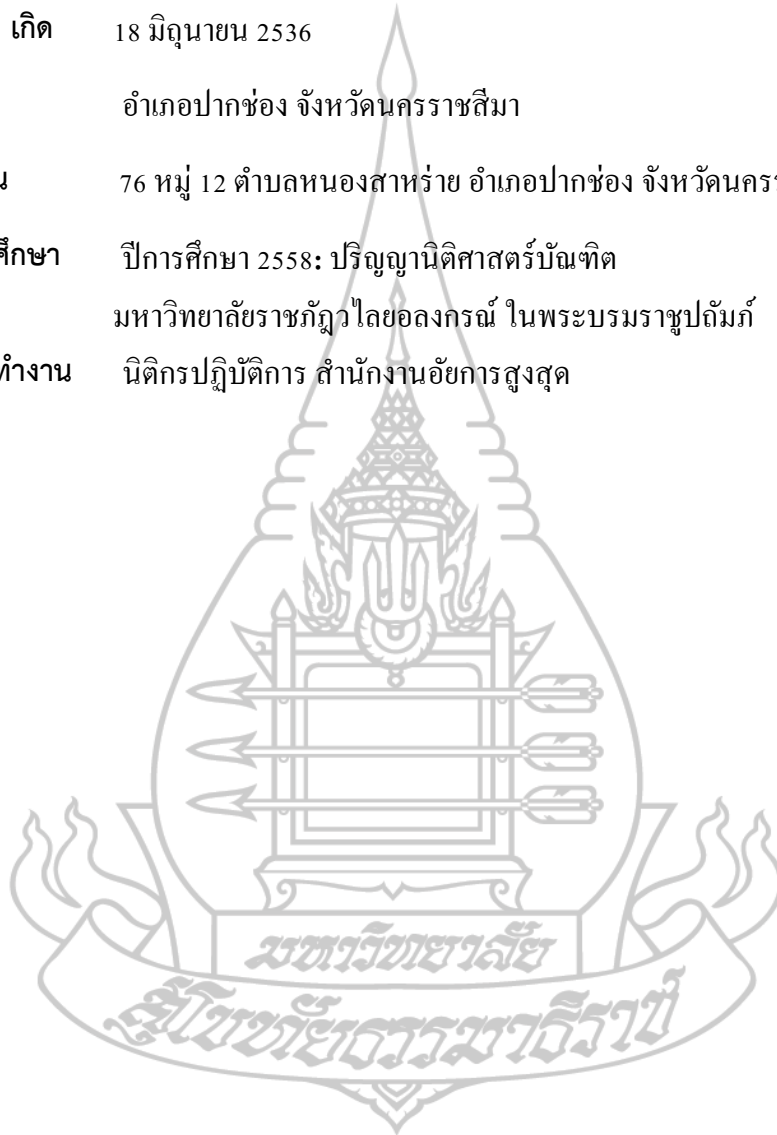 เกิด 18 มิถุนายน 2536
อำเภอปากช่อง จังหวัดนครราชสีมา
76 หมู่ 12 ตำบลหนองสาหร่าย อำเภอปากช่อง
ศึกษา ปีการศึกษา 2558: ปริญญานิติศาสตร์บัณฑิต
มหาวิทยาลัยราชภัฏวไลยอลงกรณ์ ในพระบรมราชูปถัมภ์
ทำงาน นิติกรปฏิบัติการ สำนักงานอัยการสูงสุด
มหาวิทยาลัย
สุโขทัยธรรมาธิราช